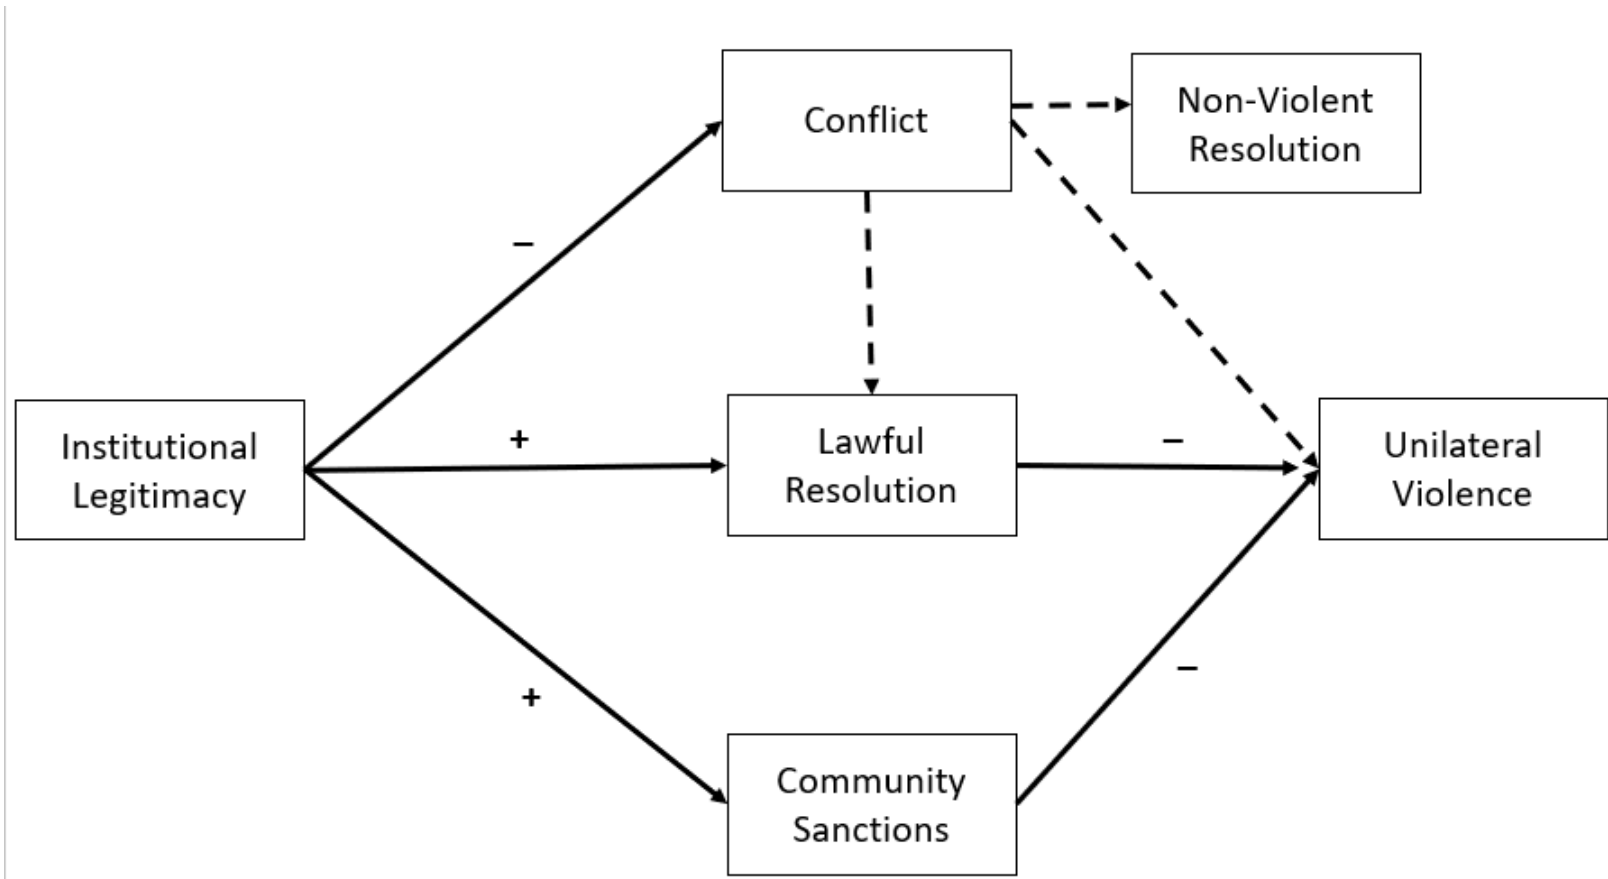 Conflict
Non-Violent
Resolution
–
Institutional
Legitimacy
+
Lawful
Resolution
–
Unilateral
Violence
+
–
Community
Sanctions